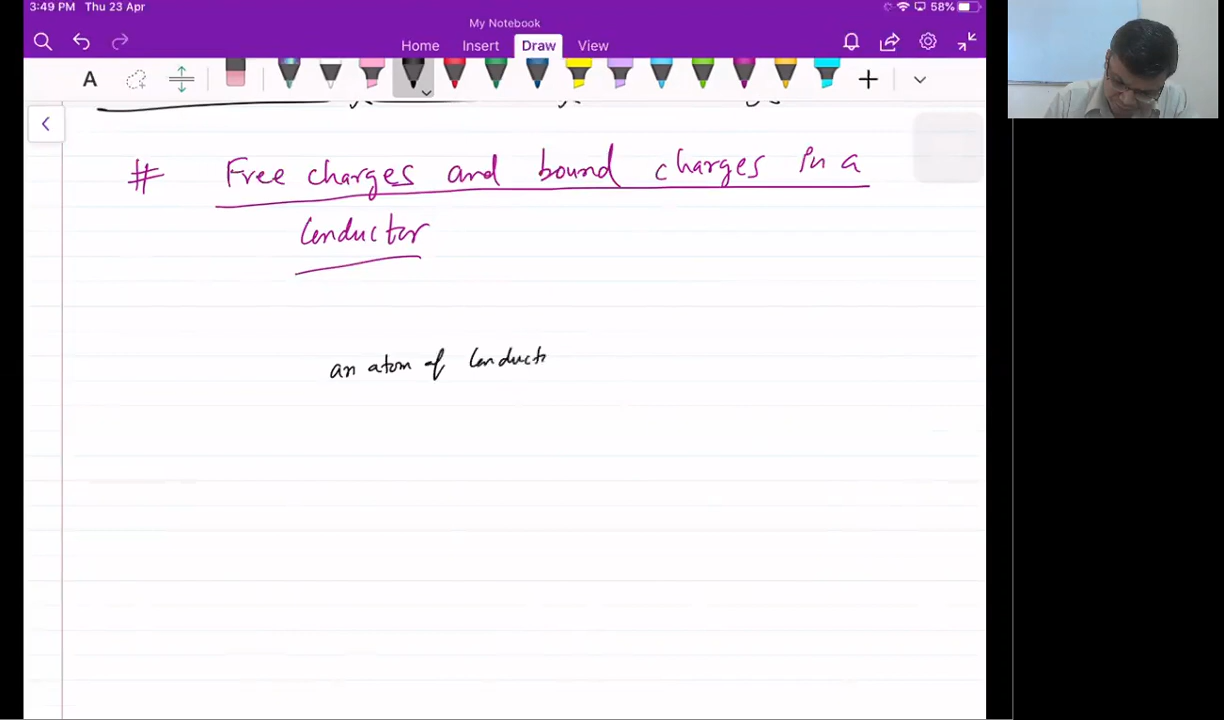 3:49 PM Thu 23 Apr
58%
My Notebook
Home Insert Draw View
A
# Free charges and bound charges in a
Conductor
an atom of Conducto